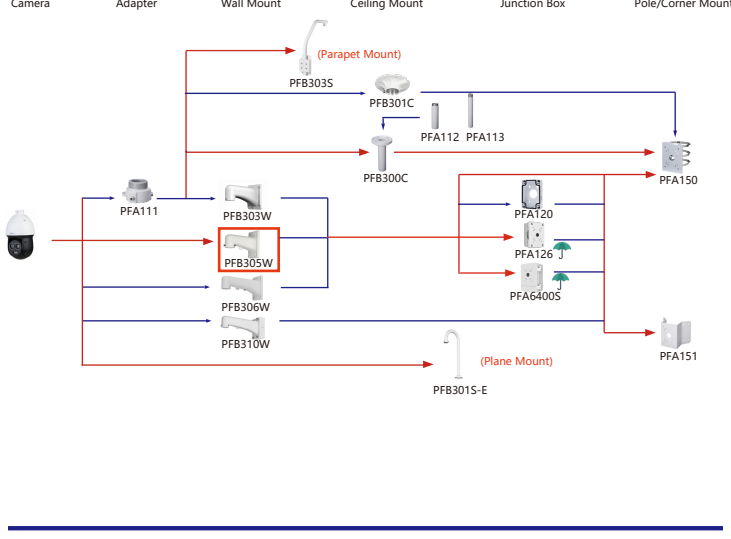 Camera Adapter Wall Mount Ceiling Mount Junction Box Pole/Corner Mount
(Parapet Mount)
PFB303S
PFB301C
PFA112 PFA113
PFB300C
PFA150
PFA111
PFB303W
PFA120
PFB305W
PFA126
PFA6400S
PFB306W
PFB310W
PFA151
(Plane Mount)
PFB301S-E